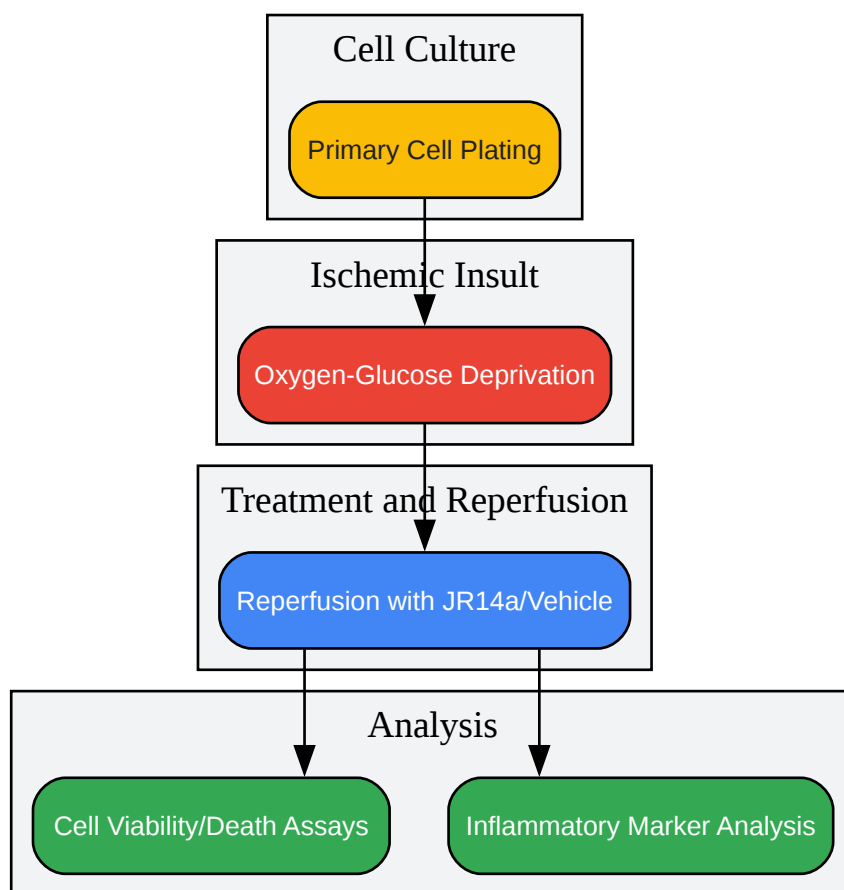 Cell Culture
Primary Cell Plating
Ischemic Insult
Oxygen-Glucose Deprivation
Treatment and Reperfusion
Reperfusion with JR14a/Vehicle
Analysis
Cell Viability/Death Assays
Inflammatory Marker Analysis